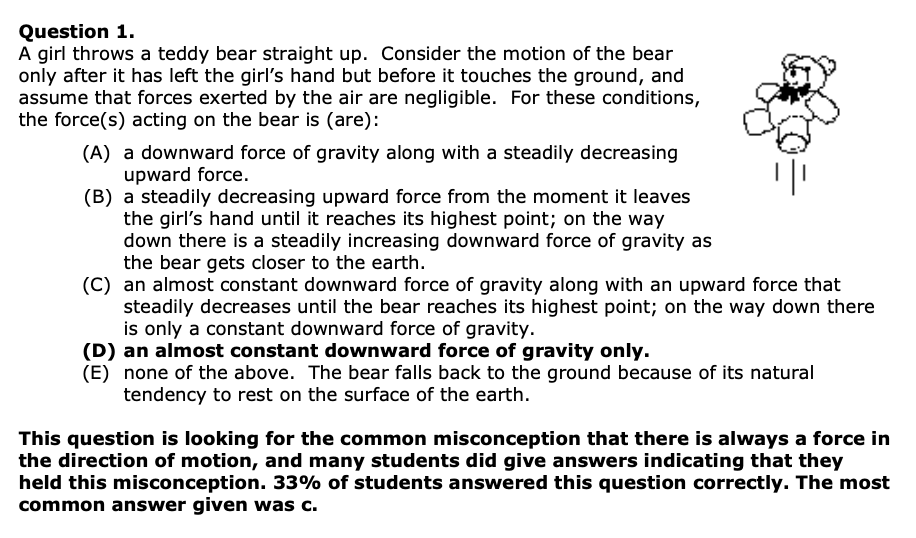 Question 1.
A girl throws a teddy bear straight up. Consider the motion of the bear
only after it has left the girl's hand but before it touches the ground, and
assume that forces exerted by the air are negligible. For these conditions,
the force(s) acting on the bear is (are):
(A) a downward force of gravity along with a steadily decreasing
upward force.
(B) a steadily decreasing upward force from the moment it leaves
the girl's hand until it reaches its highest point; on the way
down there is a steadily increasing downward force of gravity as
the bear gets closer to the earth.
(C) an almost constant downward force of gravity along with an upward force that
steadily decreases until the bear reaches its highest point; on the way down there
is only a constant downward force of gravity.
(D) an almost constant downward force of gravity only.
(E) none of the above. The bear falls back to the ground because of its natural
tendency to rest on the surface of the earth.
This question is looking for the common misconception that there is always a force in
the direction of motion, and many students did give answers indicating that they
held this misconception. 33% of students answered this question correctly. The most
common answer given was c.